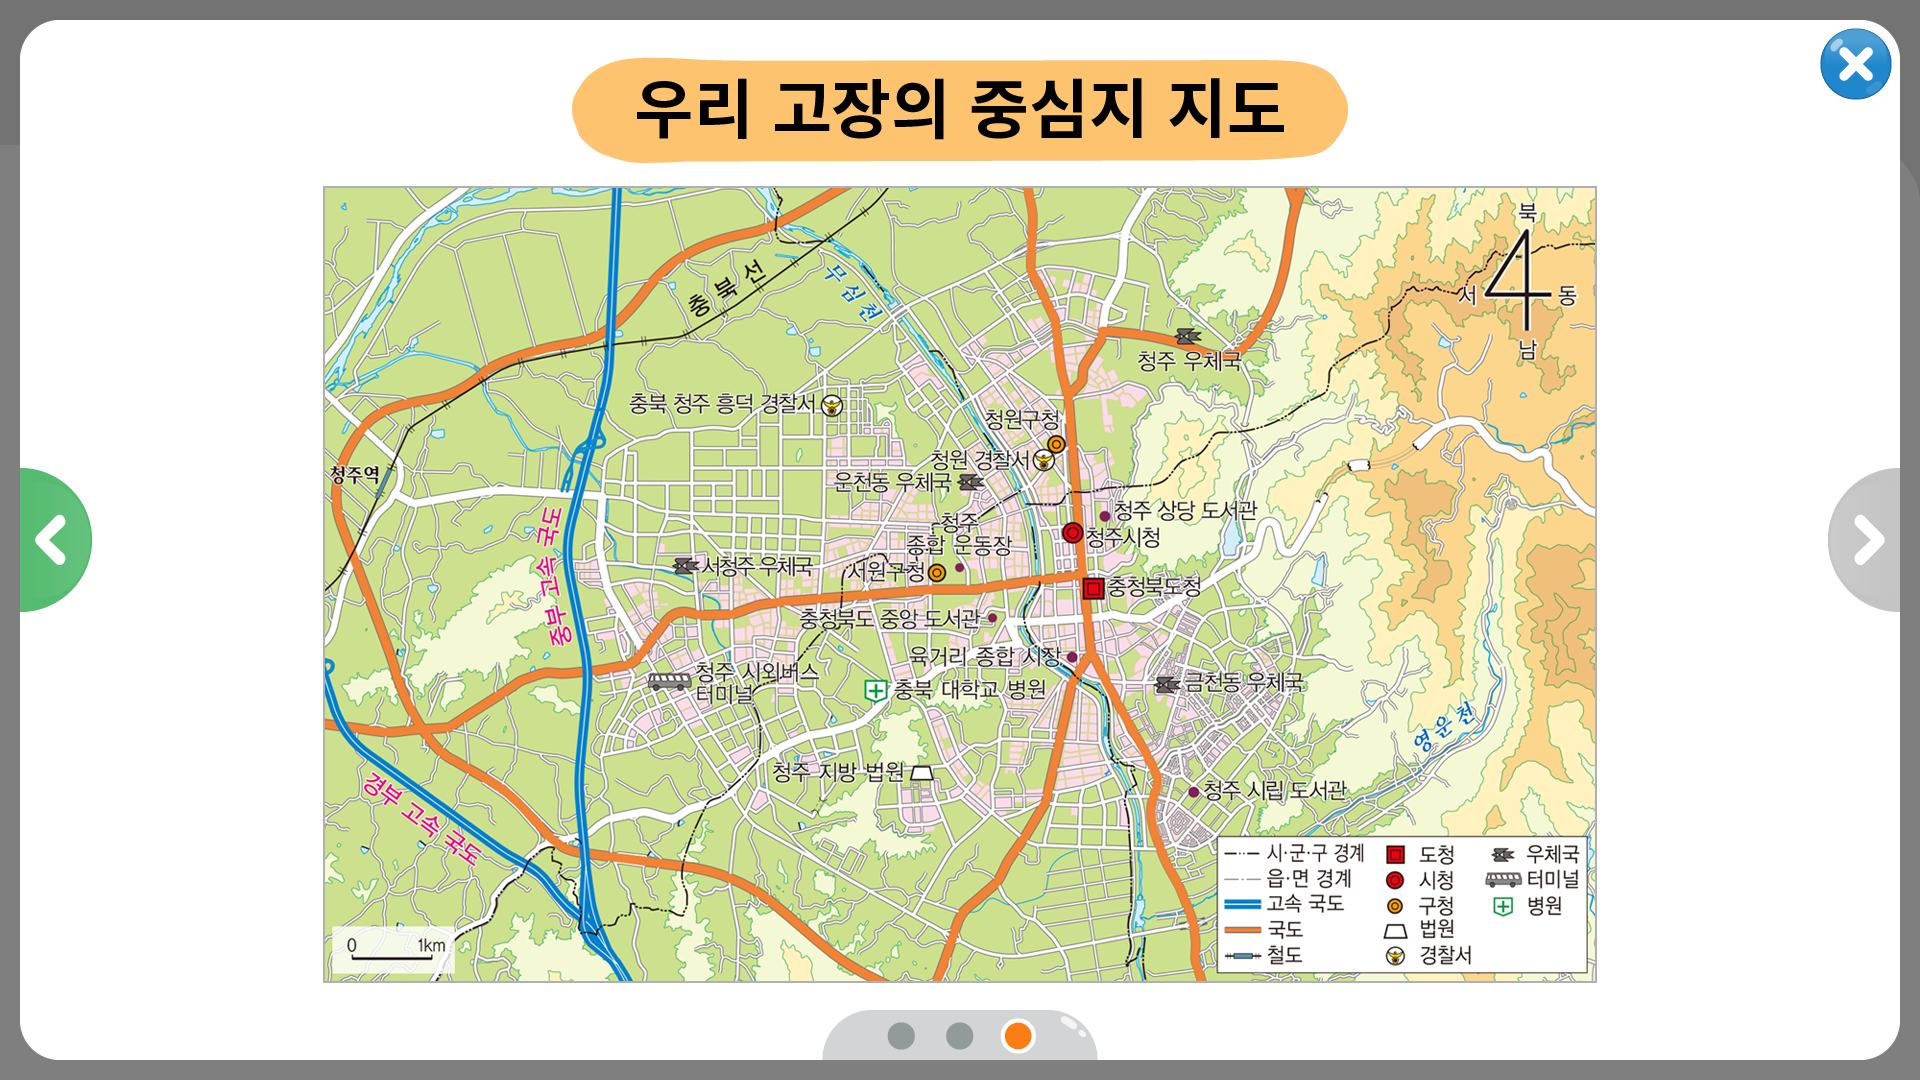 우리 고장의 중심지 지도
북
서
동
남
충북선
무심천
청주 우체국
충북 청주 흥덕 경찰서
청원구청
청원 경찰서
운천동 우체국
청주역
청주 상당 도서관
청주
종합 운동장
청주시청
중부 고속 국도
서청주 우체국
서원구청
충청북도청
충청북도 중앙 도서관
육거리 종합 시장
청주 시외버스
터미널
충북 대학교 병원
금천동 우체국
영운천
청주 지방 법원
경부 고속 국도
청주 시립 도서관
0 1km
시·군·구 경계
읍·면 경계
고속 국도
국도
철도
도청
시청
구청
법원
경찰서
우체국
터미널
병원